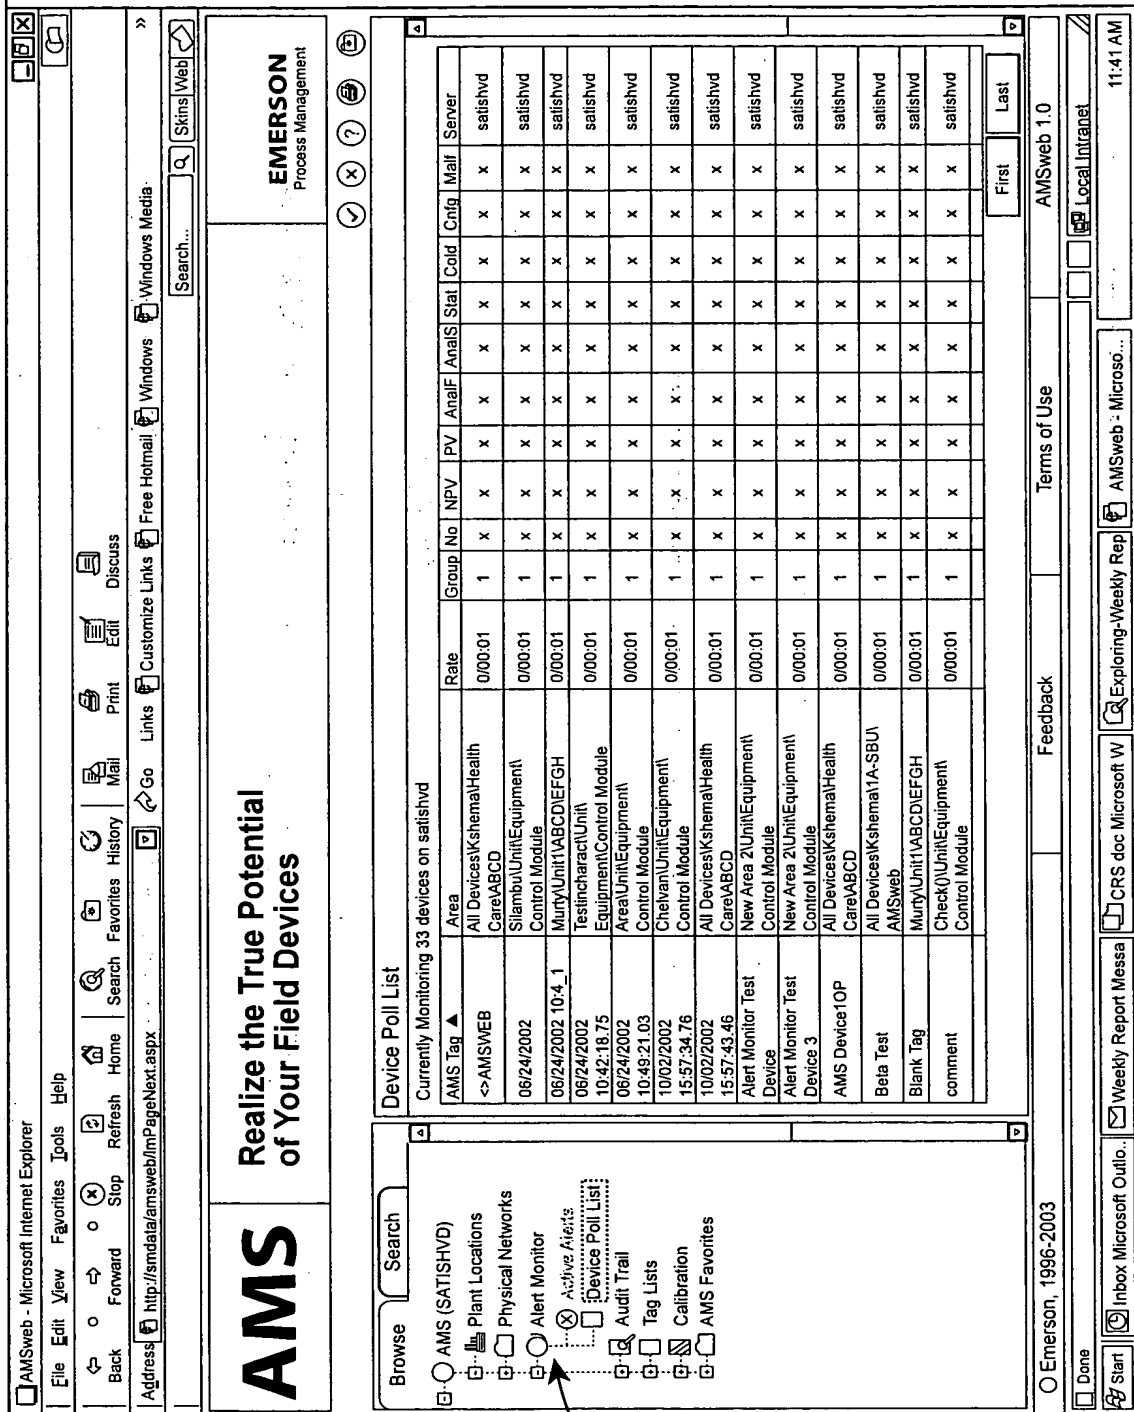 AMSweb - Microsoft Internet Explorer
File Edit View Favorites Tools Help
Back Forward Stop Refresh Home Search Favorites History Mail Print Edit Discuss
Address http://smdata/amsweb/ImPageNext.aspx Go Links Customize Links Free Hotmail Windows Windows Media »
Search... Skins Web
AMS
Realize the True Potential
of Your Field Devices
EMERSON
Process Management
Browse Search
AMS (SATISHVD)
Plant Locations
Physical Networks
Alert Monitor
Active Alerts
Device Poll List
Audit Trail
Tag Lists
Calibration
AMS Favorites
Device Poll List
Currently Monitoring 33 devices on satishvd
AMS Tag ▲ Area Rate Group No NPV PV AnalF AnalS Stat Cold Cnfg Malf Server
<>AMSWEB All Devices\Kshema\Health 0/00:01 1 x x x x x x x x x satishvd
Care\ABCD
06/24/2002 Silambu\Unit\Equipment\ 0/00:01 1 x x x x x x x x x satishvd
Control Module
06/24/2002 10:4_1 Murty\Unit1\ABCD\EFGH 0/00:01 1 x x x x x x x x x satishvd
06/24/2002 Testincharact\Unit\ 0/00:01 1 x x x x x x x x x satishvd
10:42:18.75 Equipment\Control Module
06/24/2002 Area\Unit\Equipment\ 0/00:01 1 x x x x x x x x x satishvd
10:49:21.03 Control Module
10/02/2002 Chelvan\Unit\Equipment\ 0/00:01 1 x x x x x x x x x satishvd
15:57:34.76 Control Module
10/02/2002 All Devices\Kshema\Health 0/00:01 1 x x x x x x x x x satishvd
15:57:43.46 Care\ABCD
Alert Monitor Test New Area 2\Unit\Equipment\ 0/00:01 1 x x x x x x x x x satishvd
Device Control Module
Alert Monitor Test New Area 2\Unit\Equipment\ 0/00:01 1 x x x x x x x x x satishvd
Device 3 Control Module
AMS Device1OP All Devices\Kshema\Health 0/00:01 1 x x x x x x x x x satishvd
Care\ABCD
Beta Test All Devices\Kshema\1A-SBU\ 0/00:01 1 x x x x x x x x x satishvd
AMSweb
Blank Tag Murty\Unit1\ABCD\EFGH 0/00:01 1 x x x x x x x x x satishvd
comment Check()\Unit\Equipment\ 0/00:01 1 x x x x x x x x x satishvd
Control Module
First Last
Emerson, 1996-2003 Feedback Terms of Use AMSweb 1.0
Done Local Intranet
Start Inbox Microsoft Outlo.. Weekly Report Messa CRS doc Microsoft W Exploring-Weekly Rep AMSweb - Microso... 11:41 AM